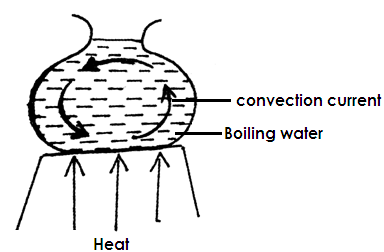 convection current
Boiling water
Heat